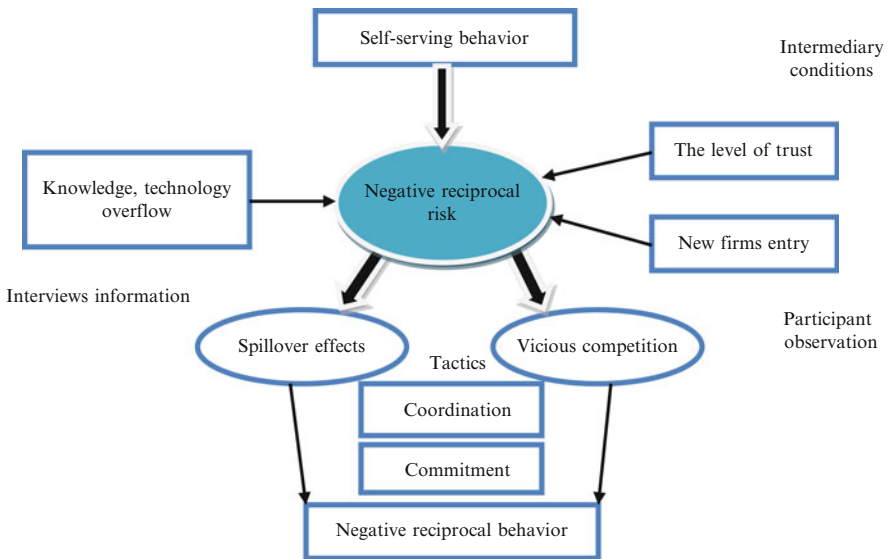 Self-serving behavior
Intermediary
conditions
The level of trust
Knowledge, technology
overflow
Negative reciprocal
risk
New firms entry
Interviews information
Participant
observation
Spillover effects
Vicious competition
Tactics
Coordination
Commitment
Negative reciprocal behavior